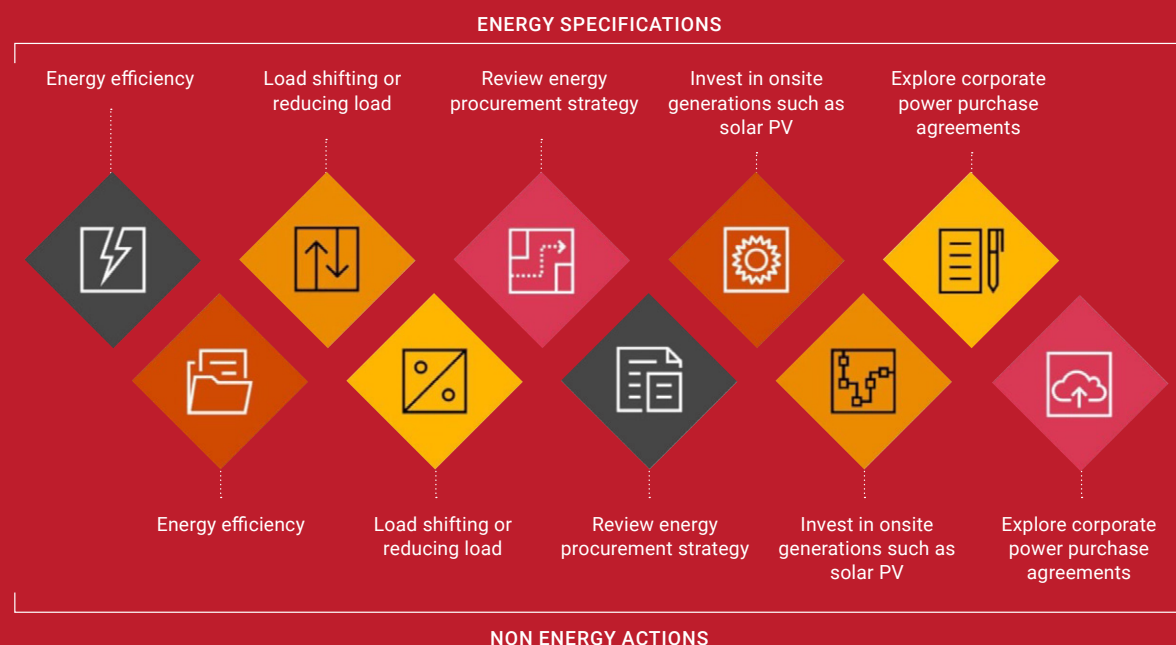 ENERGY SPECIFICATIONS
Energy efficiency
Load shifting or
reducing load
Review energy
procurement strategy
Invest in onsite
generations such as
solar PV
Explore corporate
power purchase
agreements
Energy efficiency
Load shifting or
reducing load
Review energy
procurement strategy
Invest in onsite
generations such as
solar PV
Explore corporate
power purchase
agreements
NON ENERGY ACTIONS